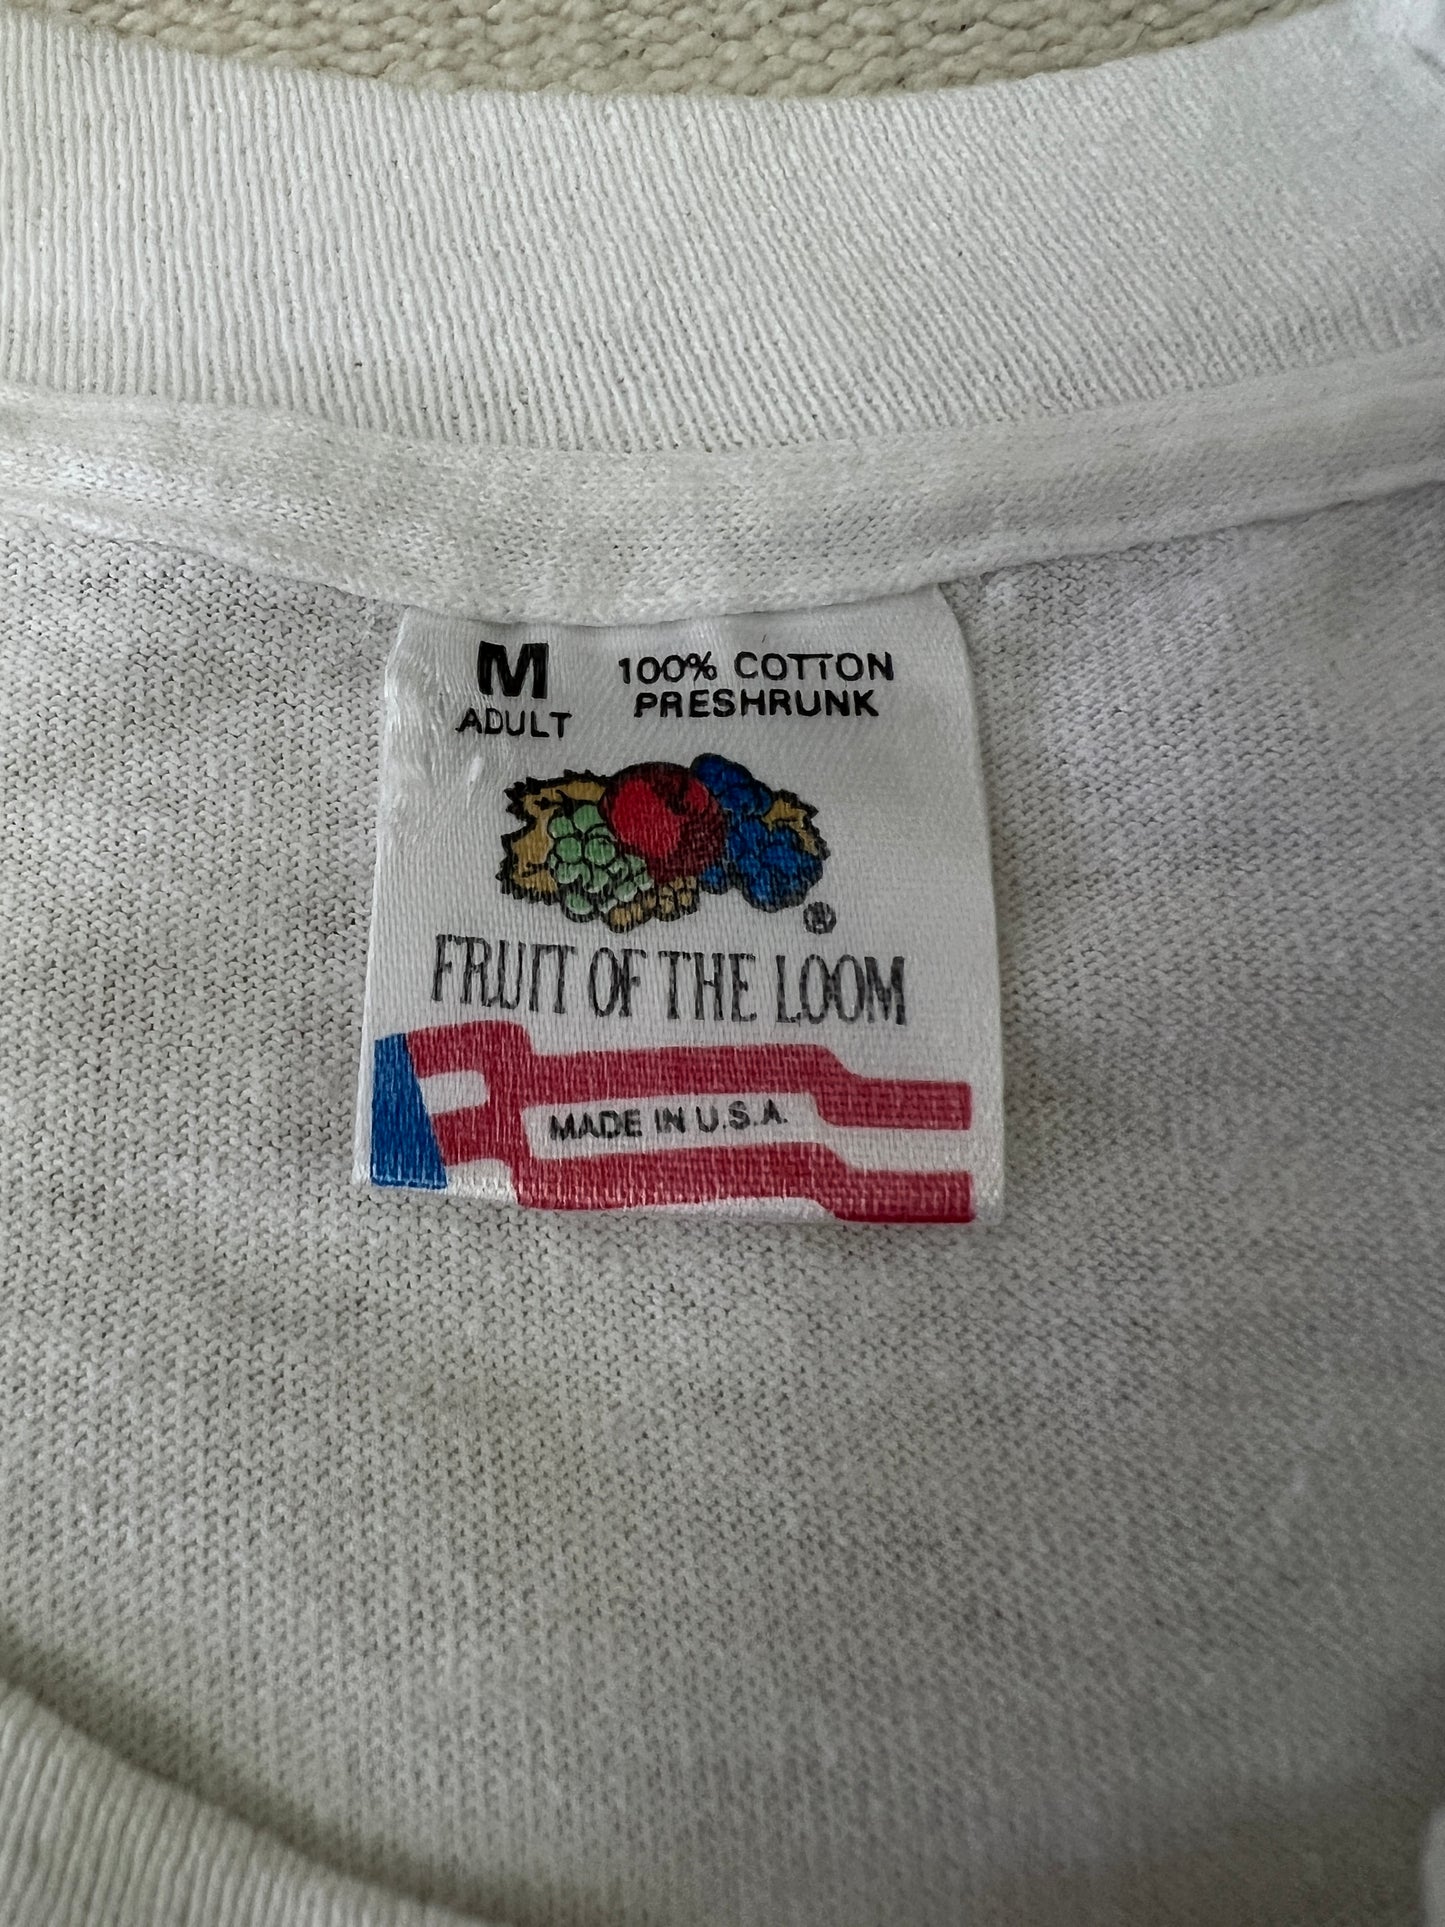 M
ADULT
100% COTTON
PRESHRUNK
®
FRUIT OF THE LOOM
MADE IN U.S.A.